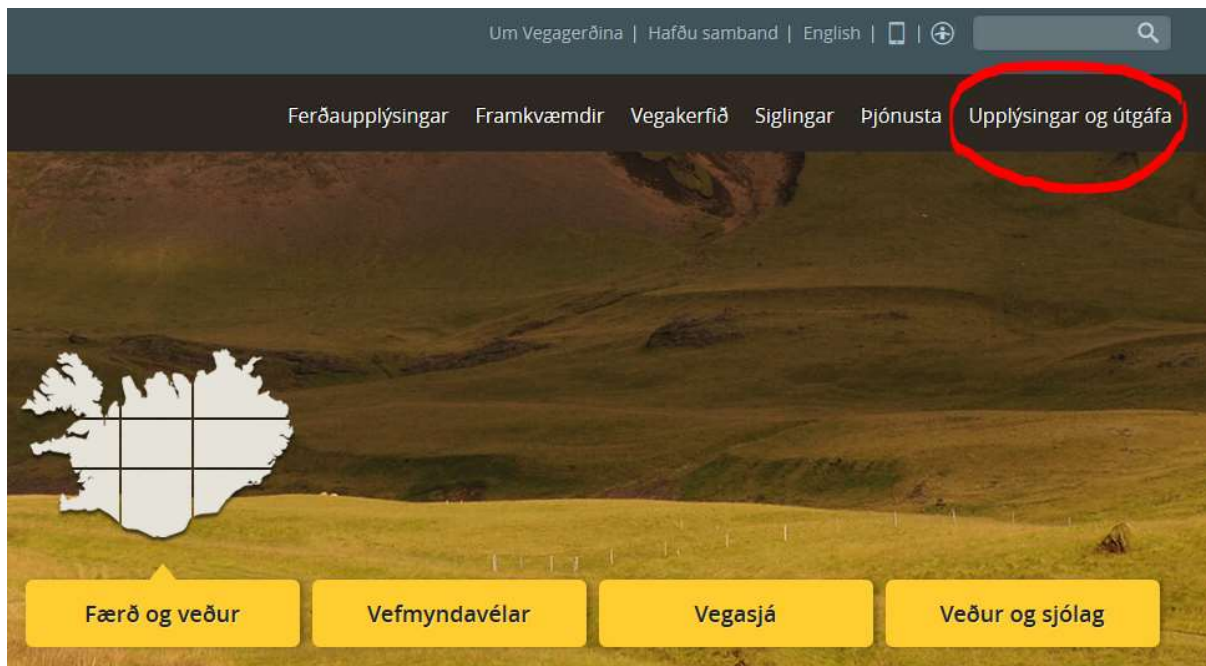 Um Vegagerðina | Hafðu samband | English | |
Ferðaupplýsingar Framkvæmdir Vegakerfið Siglingar Þjónusta Upplýsingar og útgáfa
Færð og veður Vefmyndavélar Vegasjá Veður og sjólag